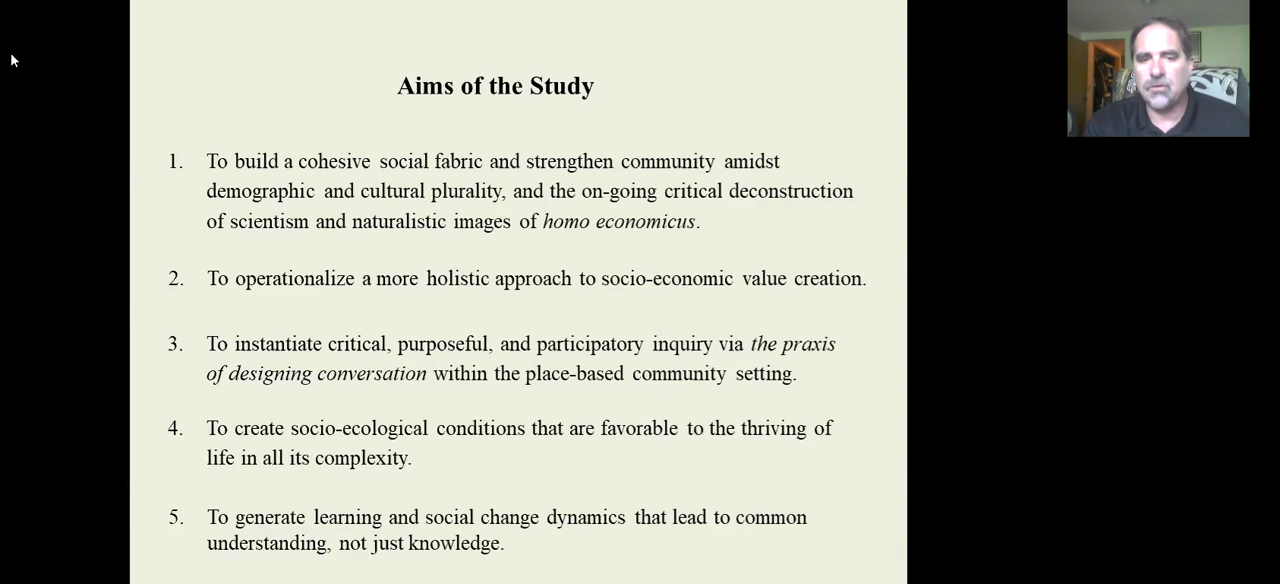 Aims of the Study
1. To build a cohesive social fabric and strengthen community amidst
demographic and cultural plurality, and the on-going critical deconstruction
of scientism and naturalistic images of homo economicus.
2. To operationalize a more holistic approach to socio-economic value creation.
3. To instantiate critical, purposeful, and participatory inquiry via the praxis
of designing conversation within the place-based community setting.
4. To create socio-ecological conditions that are favorable to the thriving of
life in all its complexity.
5. To generate learning and social change dynamics that lead to common
understanding, not just knowledge.